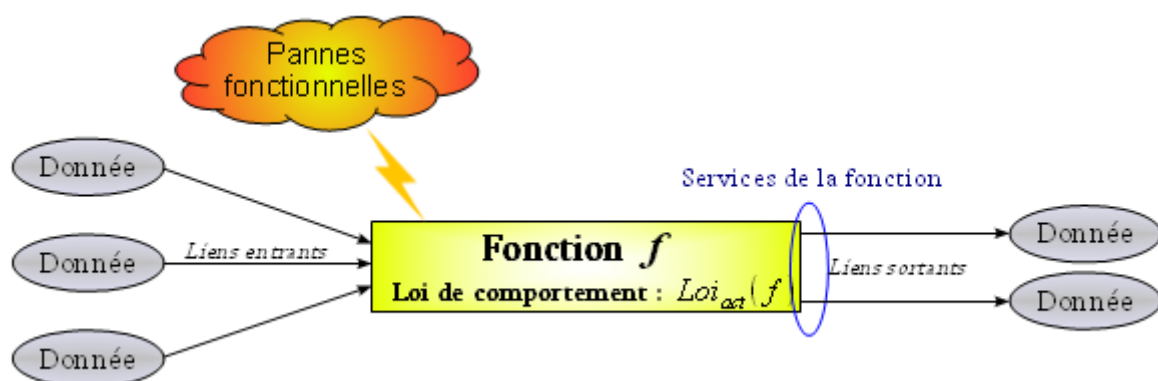 Pannes
fonctionnelles
Donnée
Services de la fonction
Donnée
Liens entrants
Fonction f
Loi de comportement : Loi_act(f)
Liens sortants
Donnée
Donnée
Donnée